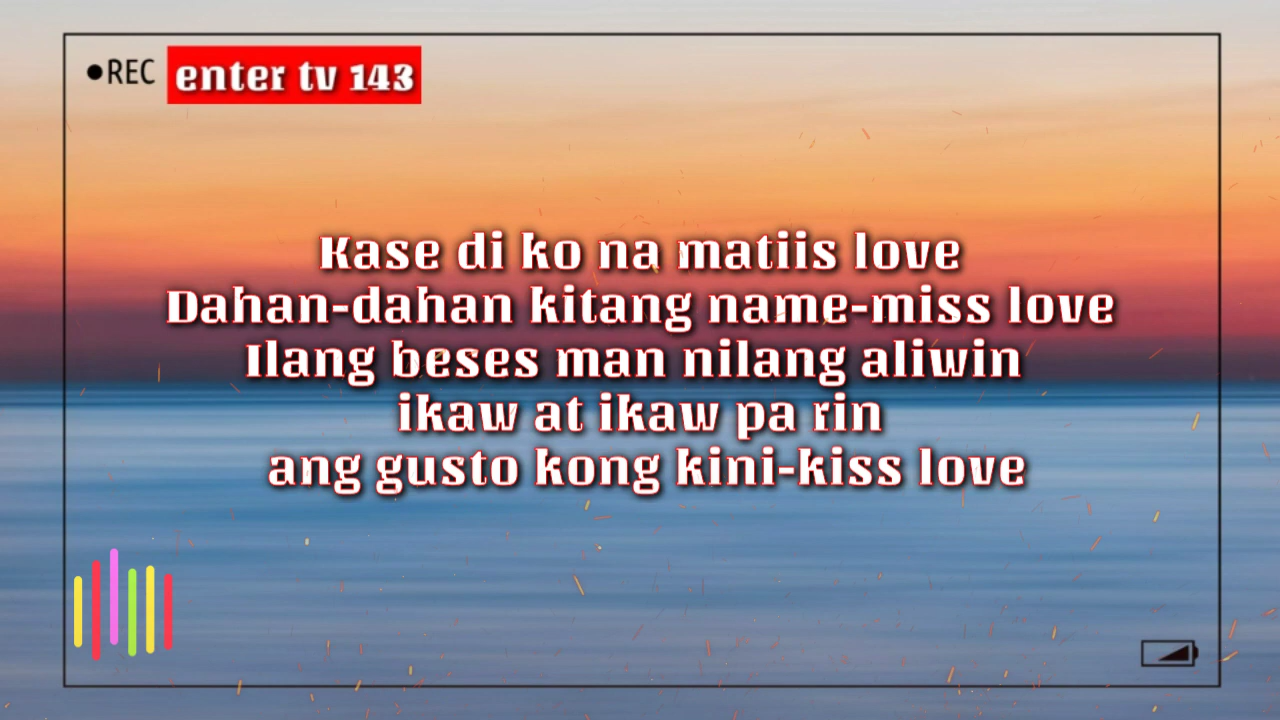 REC
enter tv 143
Kase di ko na matiis love
Dahan-dahan kitang name-miss love
Ilang beses man nilang aliwin
ikaw at ikaw pa rin
ang gusto kong kini-kiss love